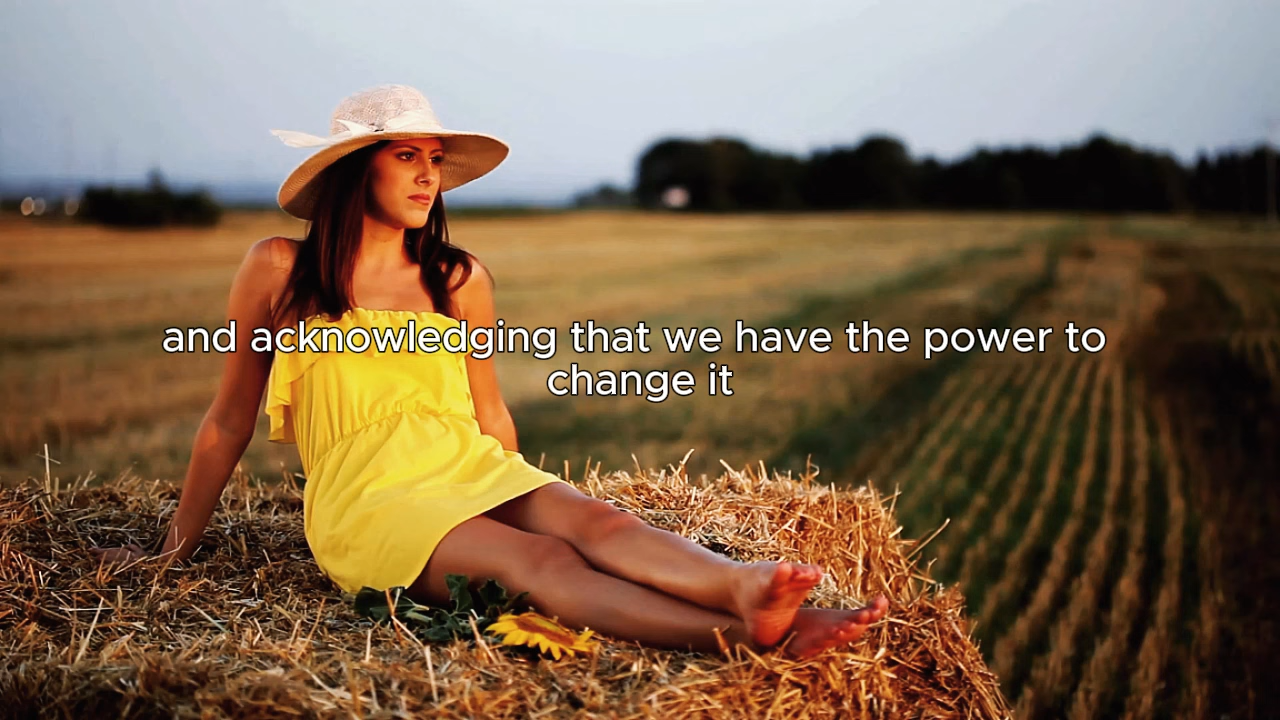 and acknowledging that we have the power to
change it